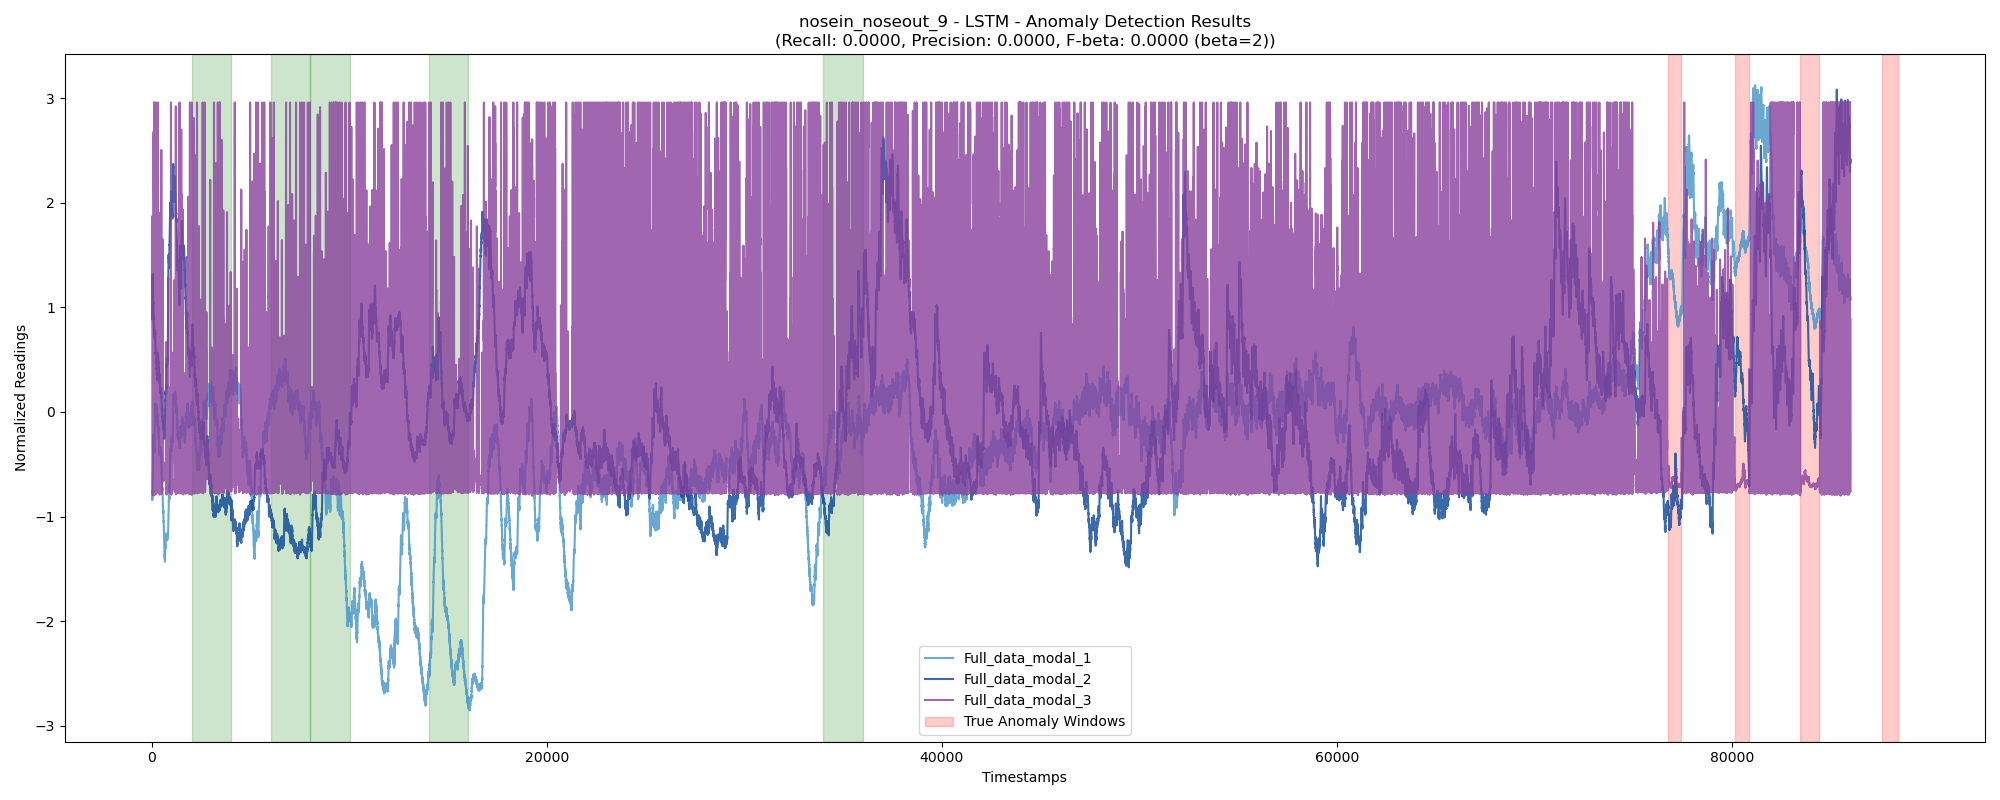 nosein_noseout_9 - LSTM - Anomaly Detection Results
(Recall: 0.0000, Precision: 0.0000, F-beta: 0.0000 (beta=2))
Normalized Readings
3
2
1
0
−1
−2
−3
Full_data_modal_1
Full_data_modal_2
Full_data_modal_3
True Anomaly Windows
0
20000
40000
60000
80000
Timestamps